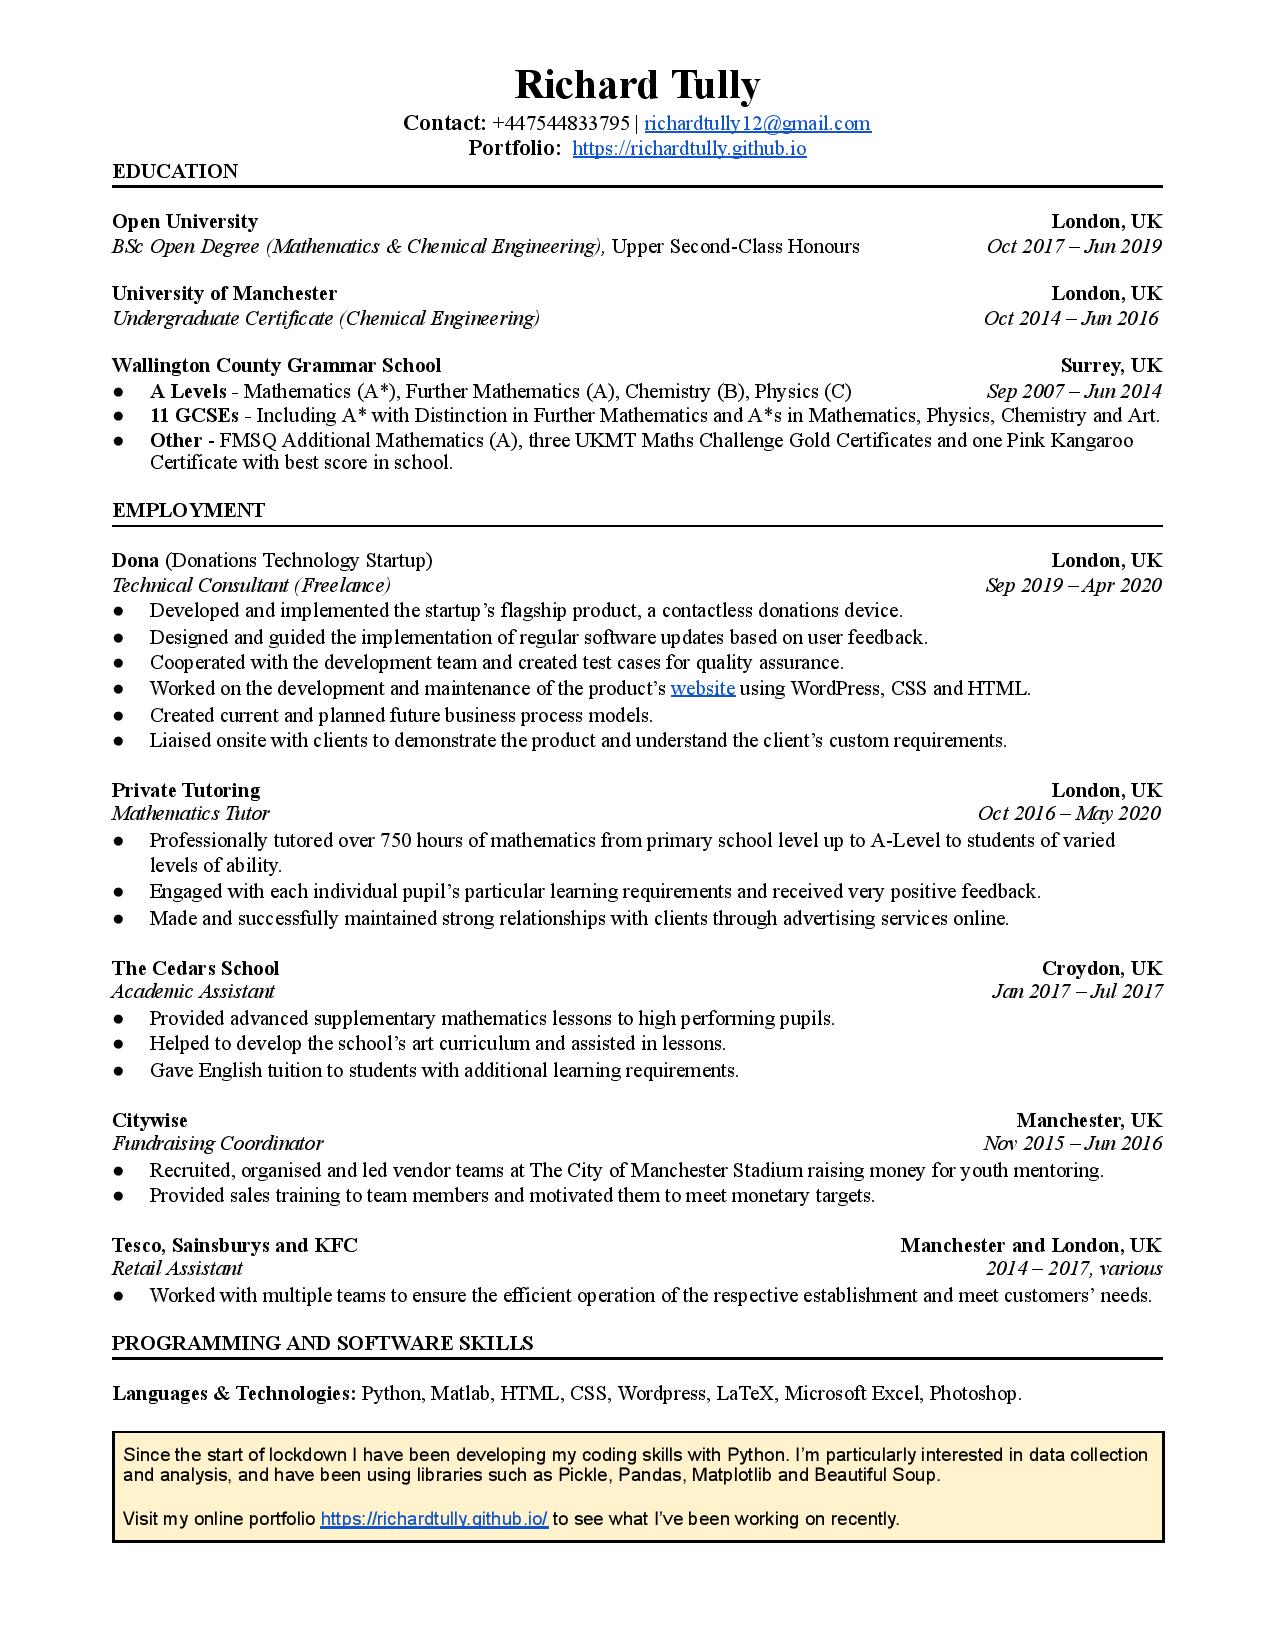 Richard Tully
Contact: +447544833795 | richardtully12@gmail.com
Portfolio: https://richardtully.github.io
EDUCATION
Open University London, UK
BSc Open Degree (Mathematics & Chemical Engineering), Upper Second-Class Honours Oct 2017 – Jun 2019
University of Manchester London, UK
Undergraduate Certificate (Chemical Engineering) Oct 2014 – Jun 2016
Wallington County Grammar School Surrey, UK
● A Levels - Mathematics (A*), Further Mathematics (A), Chemistry (B), Physics (C) Sep 2007 – Jun 2014
● 11 GCSEs - Including A* with Distinction in Further Mathematics and A*s in Mathematics, Physics, Chemistry and Art.
● Other - FMSQ Additional Mathematics (A), three UKMT Maths Challenge Gold Certificates and one Pink Kangaroo
Certificate with best score in school.
EMPLOYMENT
Dona (Donations Technology Startup) London, UK
Technical Consultant (Freelance) Sep 2019 – Apr 2020
● Developed and implemented the startup’s flagship product, a contactless donations device.
● Designed and guided the implementation of regular software updates based on user feedback.
● Cooperated with the development team and created test cases for quality assurance.
● Worked on the development and maintenance of the product’s website using WordPress, CSS and HTML.
● Created current and planned future business process models.
● Liaised onsite with clients to demonstrate the product and understand the client’s custom requirements.
Private Tutoring London, UK
Mathematics Tutor Oct 2016 – May 2020
● Professionally tutored over 750 hours of mathematics from primary school level up to A-Level to students of varied
levels of ability.
● Engaged with each individual pupil’s particular learning requirements and received very positive feedback.
● Made and successfully maintained strong relationships with clients through advertising services online.
The Cedars School Croydon, UK
Academic Assistant Jan 2017 – Jul 2017
● Provided advanced supplementary mathematics lessons to high performing pupils.
● Helped to develop the school’s art curriculum and assisted in lessons.
● Gave English tuition to students with additional learning requirements.
Citywise Manchester, UK
Fundraising Coordinator Nov 2015 – Jun 2016
● Recruited, organised and led vendor teams at The City of Manchester Stadium raising money for youth mentoring.
● Provided sales training to team members and motivated them to meet monetary targets.
Tesco, Sainsburys and KFC Manchester and London, UK
Retail Assistant 2014 – 2017, various
● Worked with multiple teams to ensure the efficient operation of the respective establishment and meet customers’ needs.
PROGRAMMING AND SOFTWARE SKILLS
Languages & Technologies: Python, Matlab, HTML, CSS, Wordpress, LaTeX, Microsoft Excel, Photoshop.
Since the start of lockdown I have been developing my coding skills with Python. I’m particularly interested in data collection
and analysis, and have been using libraries such as Pickle, Pandas, Matplotlib and Beautiful Soup.
Visit my online portfolio https://richardtully.github.io/ to see what I’ve been working on recently.